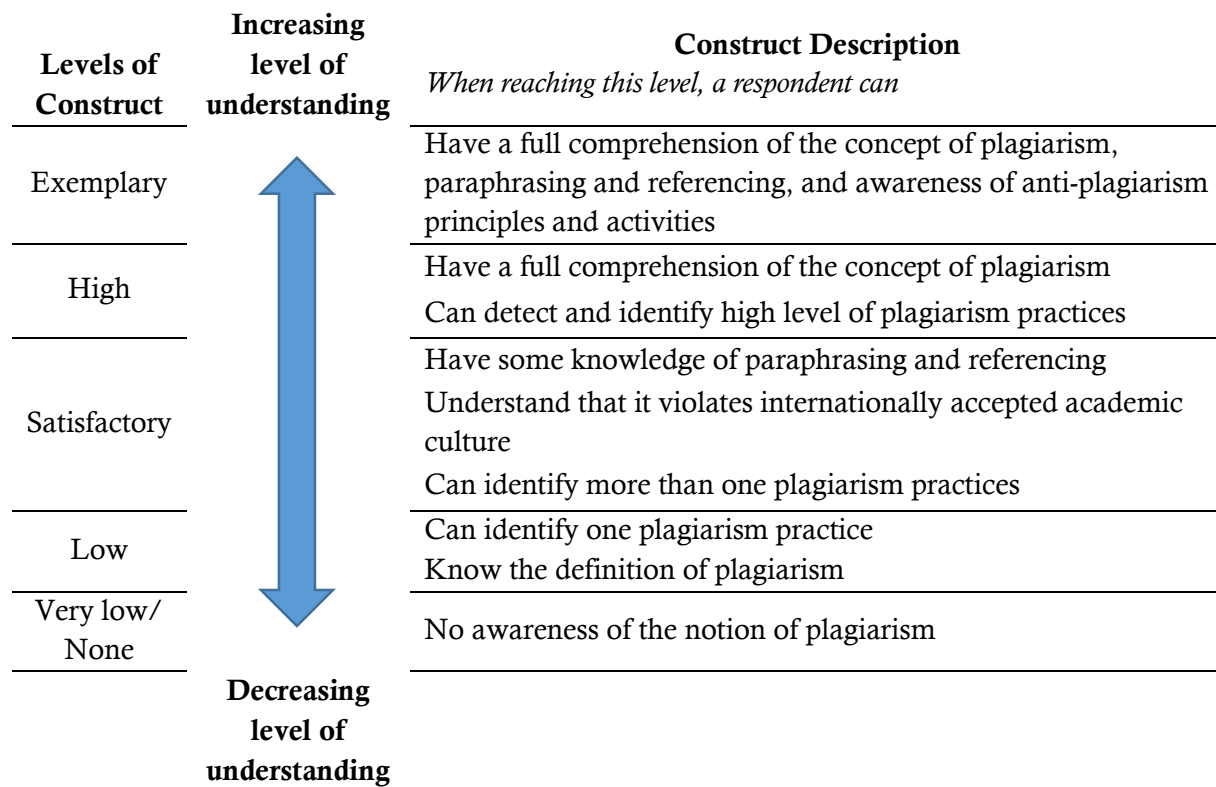 Levels of
Construct
Increasing
level of
understanding
Construct Description
When reaching this level, a respondent can
Exemplary
Have a full comprehension of the concept of plagiarism,
paraphrasing and referencing, and awareness of anti-plagiarism
principles and activities
High
Have a full comprehension of the concept of plagiarism
Can detect and identify high level of plagiarism practices
Satisfactory
Have some knowledge of paraphrasing and referencing
Understand that it violates internationally accepted academic
culture
Can identify more than one plagiarism practices
Low
Can identify one plagiarism practice
Know the definition of plagiarism
Very low/
None
No awareness of the notion of plagiarism
Decreasing
level of
understanding